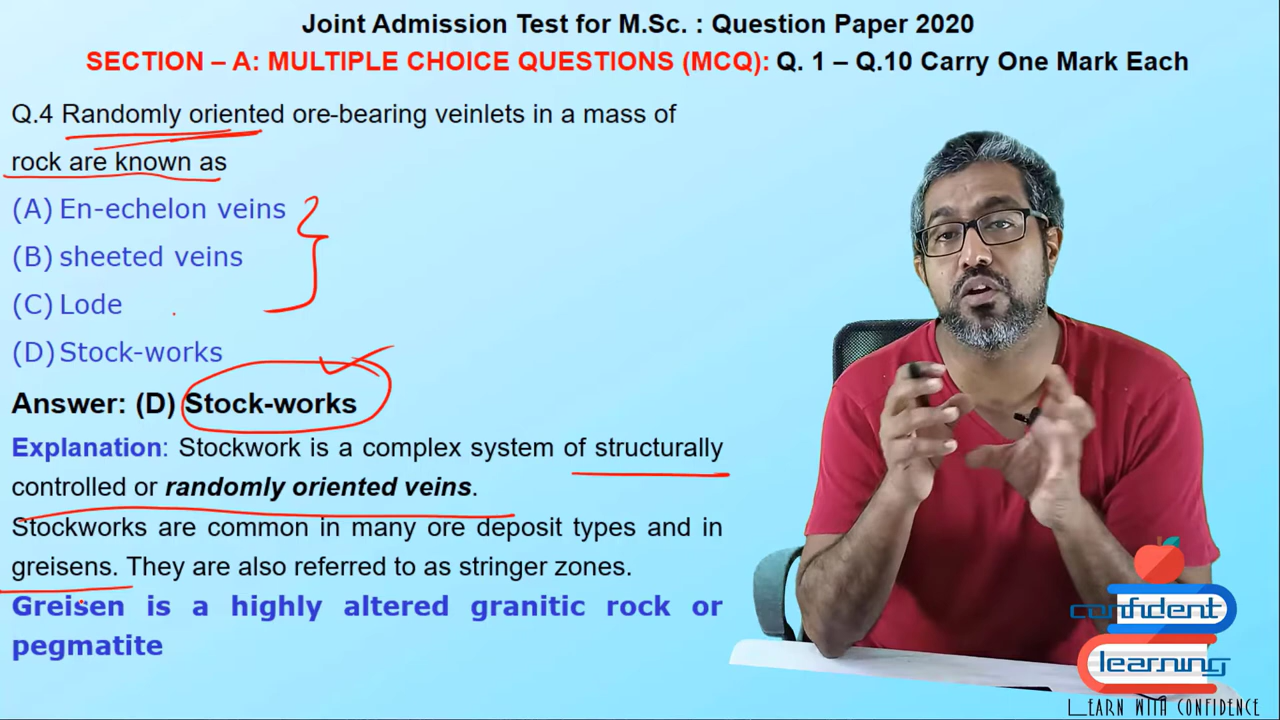 Joint Admission Test for M.Sc. : Question Paper 2020
SECTION – A: MULTIPLE CHOICE QUESTIONS (MCQ): Q. 1 – Q.10 Carry One Mark Each
Q.4 Randomly oriented ore-bearing veinlets in a mass of
rock are known as
(A) En-echelon veins
(B) sheeted veins
(C) Lode
(D) Stock-works
Answer: (D) Stock-works
Explanation: Stockwork is a complex system of structurally
controlled or randomly oriented veins.
Stockworks are common in many ore deposit types and in
greisens. They are also referred to as stringer zones.
Greisen is a highly altered granitic rock or
pegmatite
confident
learning
LEARN WITH CONFIDENCE